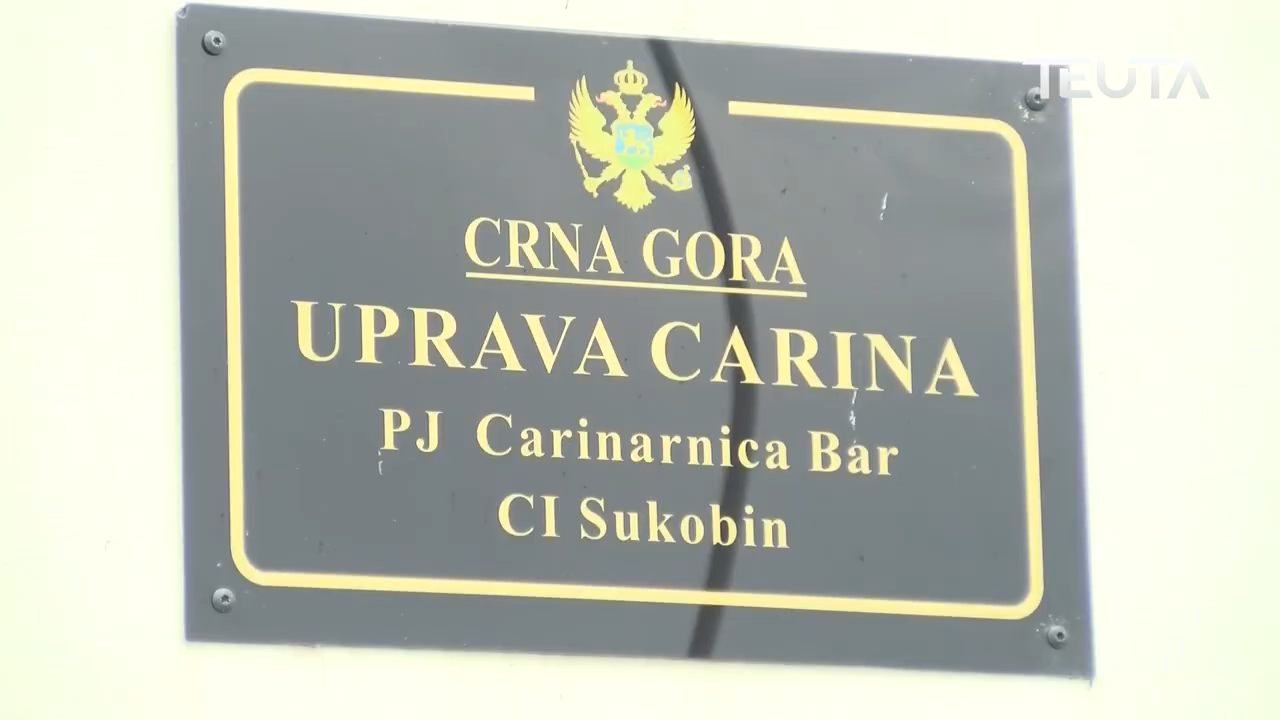 TEUTA
CRNA GORA
UPRAVA CARINA
PJ Carinarnica Bar
CI Sukobin